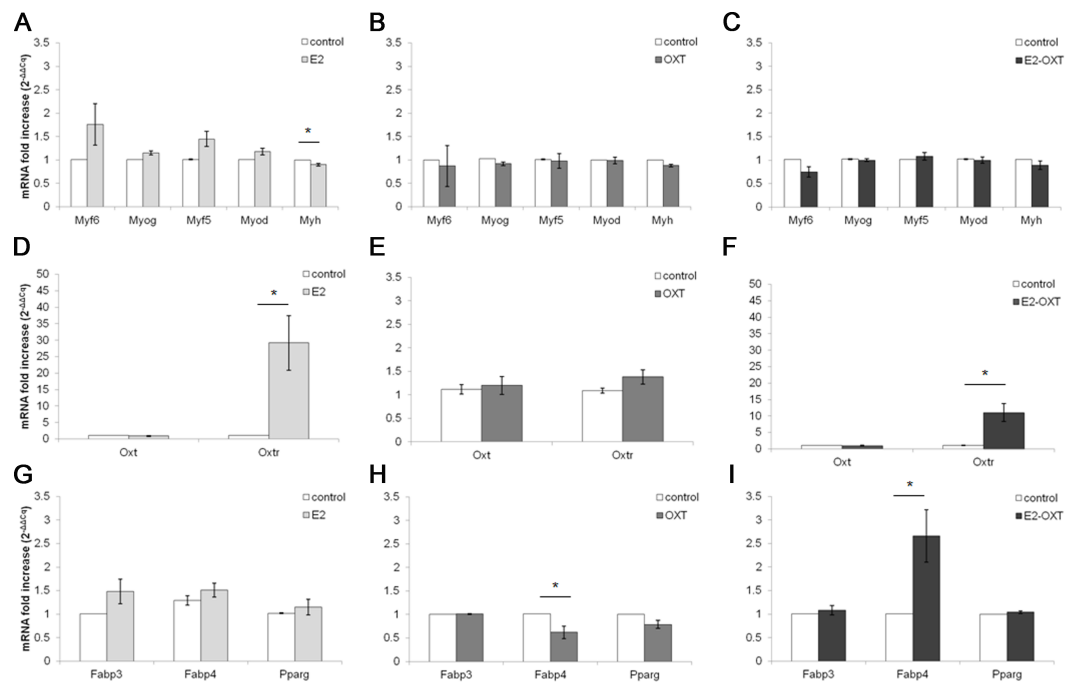 A
mRNA fold increase (2-ΔΔCq)
3.5
3
2.5
2
1.5
1
0.5
0
control
E2
*
Myf6 Myog Myf5 Myod Myh
B
3.5
3
2.5
2
1.5
1
0.5
0
control
OXT
Myf6 Myog Myf5 Myod Myh
C
3.5
3
2.5
2
1.5
1
0.5
0
control
E2-OXT
Myf6 Myog Myf5 Myod Myh
D
mRNA fold increase (2-ΔΔCq)
50
45
40
35
30
25
20
15
10
5
0
control
E2
*
Oxt Oxtr
E
3.5
3
2.5
2
1.5
1
0.5
0
control
OXT
Oxt Oxtr
F
50
45
40
35
30
25
20
15
10
5
0
control
E2-OXT
*
Oxt Oxtr
G
mRNA fold increase (2-ΔΔCq)
3.5
3
2.5
2
1.5
1
0.5
0
control
E2
Fabp3 Fabp4 Pparg
H
3.5
3
2.5
2
1.5
1
0.5
0
control
OXT
*
Fabp3 Fabp4 Pparg
I
3.5
3
2.5
2
1.5
1
0.5
0
control
E2-OXT
*
Fabp3 Fabp4 Pparg